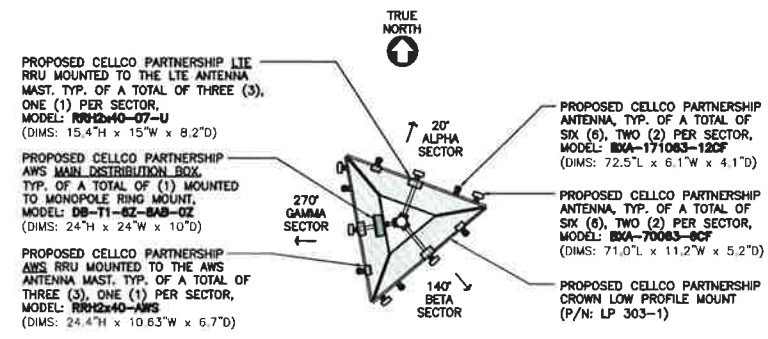 TRUE
NORTH
PROPOSED CELLCO PARTNERSHIP LTE
RRU MOUNTED TO THE LTE ANTENNA
MAST. TYP. OF A TOTAL OF THREE (3),
ONE (1) PER SECTOR,
MODEL: RRH2x40-07-U
(DIMS: 15.4"H x 15"W x 8.2"D)
PROPOSED CELLCO PARTNERSHIP
AWS MAIN DISTRIBUTION BOX,
TYP. OF A TOTAL OF (1) MOUNTED
TO MONOPOLE RING MOUNT,
MODEL: DB-T1-6Z-8AB-0Z
(DIMS: 24"H x 24"W x 10"D)
PROPOSED CELLCO PARTNERSHIP
AWS RRU MOUNTED TO THE AWS
ANTENNA MAST. TYP. OF A TOTAL OF
THREE (3), ONE (1) PER SECTOR,
MODEL: RRH2x40-AWS
(DIMS: 24.4"H x 10.63"W x 6.7"D)
20°
ALPHA
SECTOR
270°
GAMMA
SECTOR
140°
BETA
SECTOR
PROPOSED CELLCO PARTNERSHIP
ANTENNA, TYP. OF A TOTAL OF
SIX (6), TWO (2) PER SECTOR,
MODEL: BXA-171063-12CF
(DIMS: 72.5"L x 6.1"W x 4.1"D)
PROPOSED CELLCO PARTNERSHIP
ANTENNA, TYP. OF A TOTAL OF
SIX (6), TWO (2) PER SECTOR,
MODEL: BXA-70063-6CF
(DIMS: 71.0"L x 11.2"W x 5.2"D)
PROPOSED CELLCO PARTNERSHIP
CROWN LOW PROFILE MOUNT
(P/N: LP 303-1)